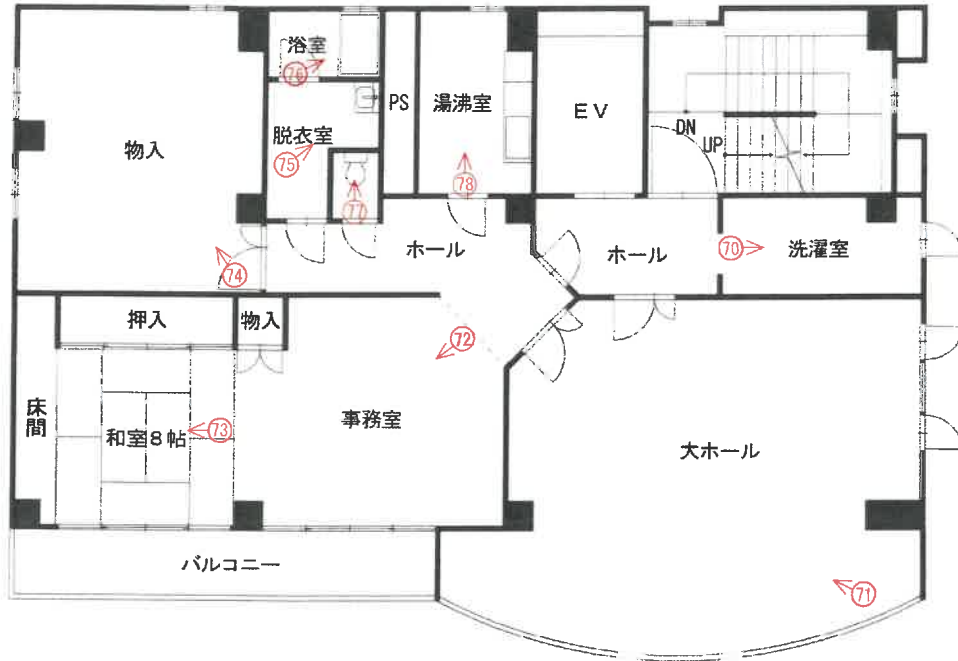 浴室
76
PS
湯沸室
EV
物入
脱衣室
75
77
78
DN
UP
ホール
ホール
70
洗濯室
74
押入
物入
72
床間
和室8帖
73
事務室
大ホール
バルコニー
71